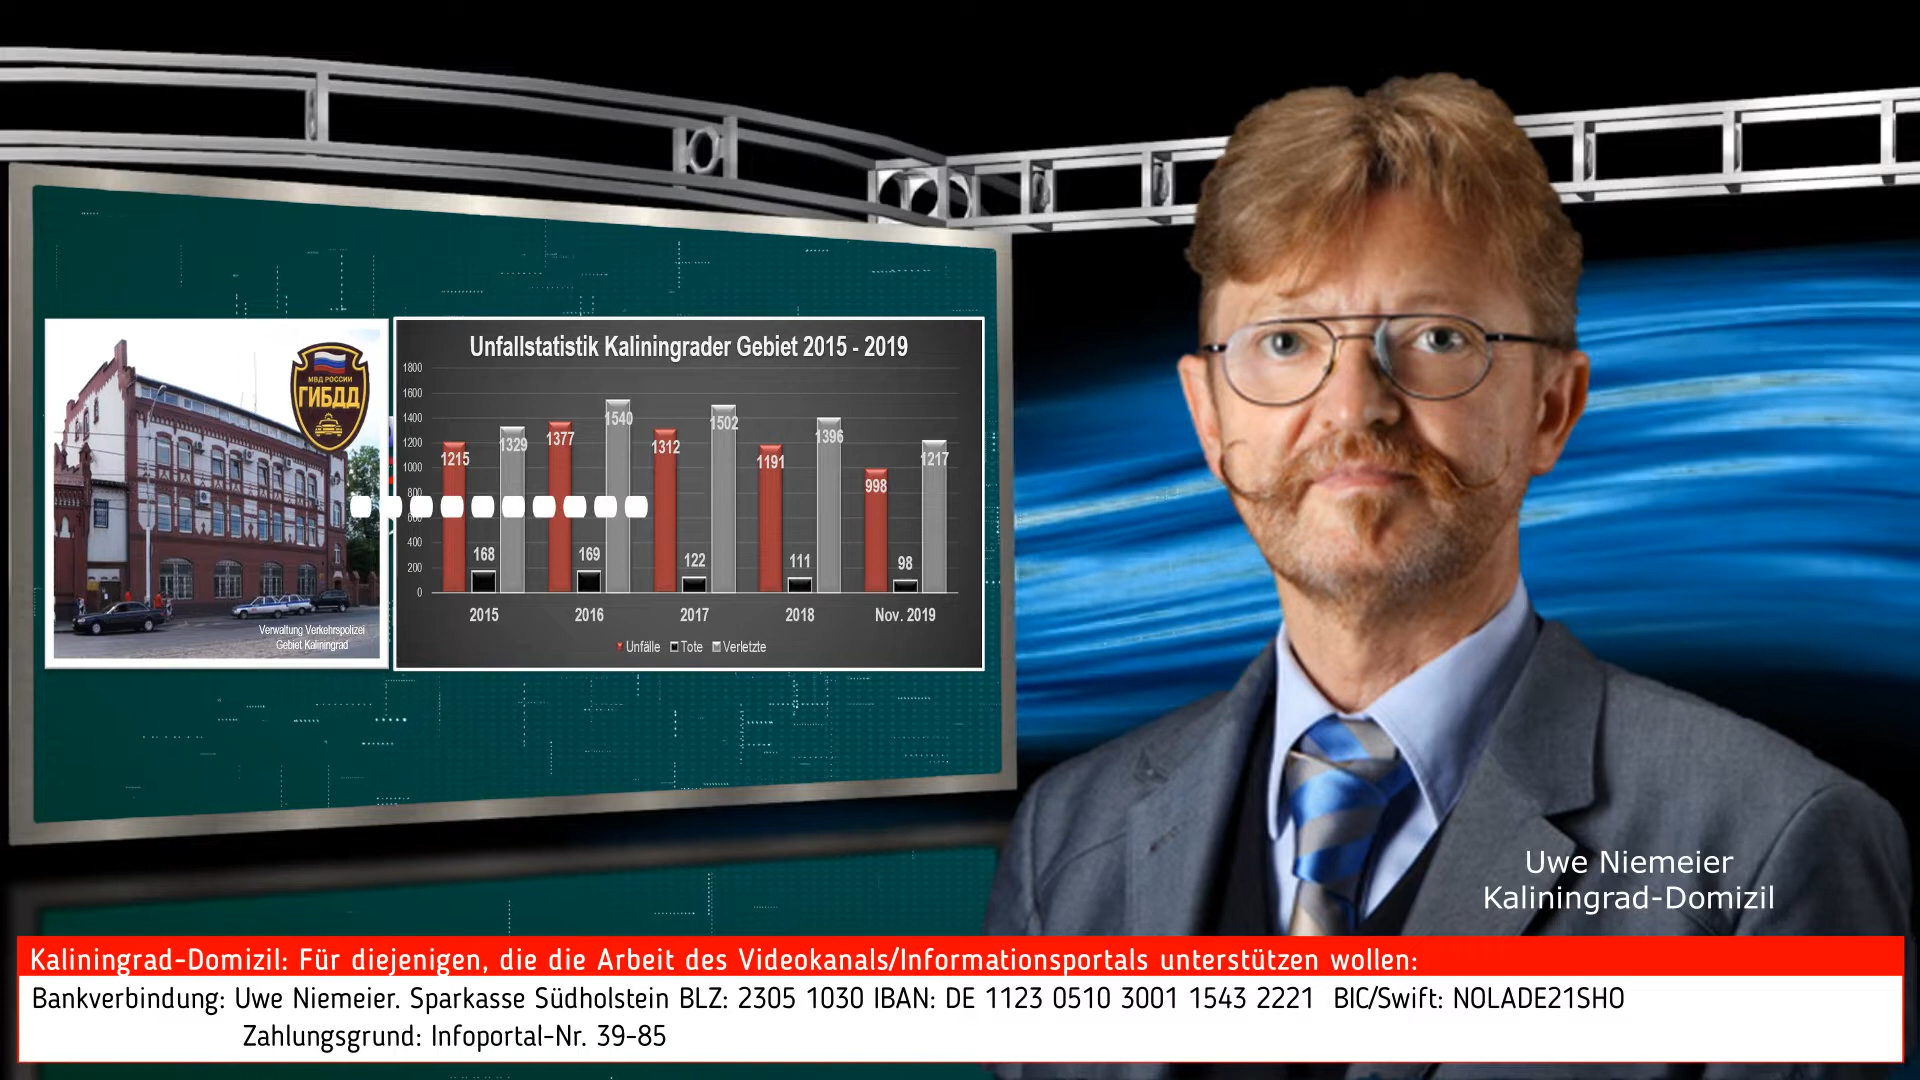 МВД РОССИИ
ГИБДД
Verwaltung Verkehrspolizei
Gebiet Kaliningrad
Unfallstatistik Kaliningrader Gebiet 2015 - 2019
1800
1600
1400
1200
1000
800
600
400
200
0
1215 168 1329
1377 169 1540
1312 122 1502
1191 111 1396
998 98 1217
2015 2016 2017 2018 Nov. 2019
Unfälle Tote Verletzte
Uwe Niemeier
Kaliningrad-Domizil
Kaliningrad-Domizil: Für diejenigen, die die Arbeit des Videokanals/Informationsportals unterstützen wollen:
Bankverbindung: Uwe Niemeier. Sparkasse Südholstein BLZ: 2305 1030 IBAN: DE 1123 0510 3001 1543 2221 BIC/Swift: NOLADE21SHO
Zahlungsgrund: Infoportal-Nr. 39-85